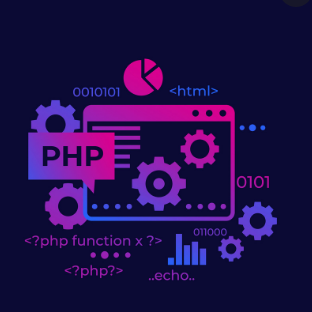 0010101
<html>
PHP
0101
011000
<?php function x ?>
<?php?>
..echo..